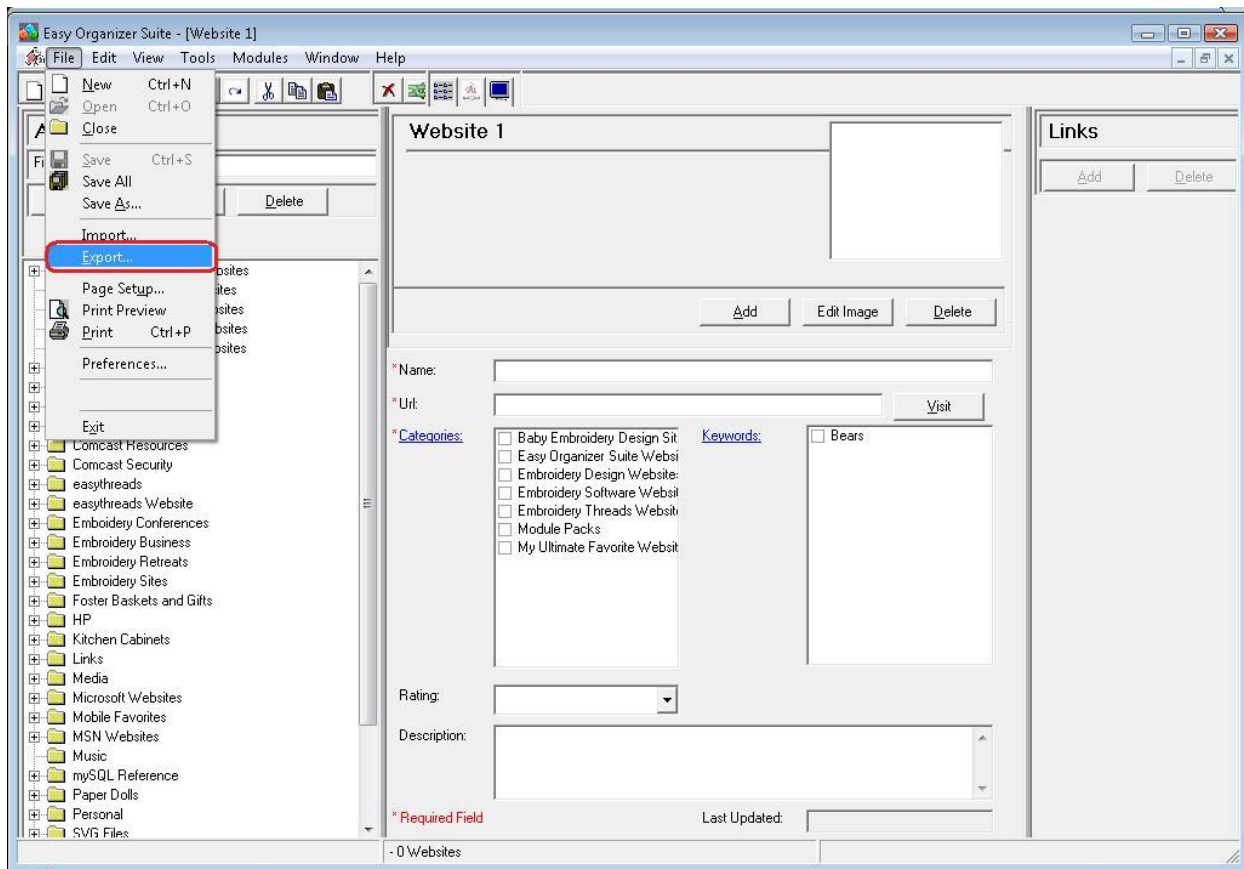 Easy Organizer Suite - [Website 1]
File Edit View Tools Modules Window Help
New Ctrl+N
Open Ctrl+O
Close
Save Ctrl+S
Save All
Save As...
Import...
Export...
Page Setup...
Print Preview
Print Ctrl+P
Preferences...
Exit
A
Fi
Delete
bsites
ites
bsites
bsites
bsites
Comcast Resources
Comcast Security
easythreads
easythreads Website
Emboidery Conferences
Embroidery Business
Embroidery Retreats
Embroidery Sites
Foster Baskets and Gifts
HP
Kitchen Cabinets
Links
Media
Microsoft Websites
Mobile Favorites
MSN Websites
Music
mySQL Reference
Paper Dolls
Personal
SVG Files
Website 1
Add Edit Image Delete
*Name:
*Url: Visit
*Categories:
Baby Embroidery Design Sit
Easy Organizer Suite Websi
Embroidery Design Website
Embroidery Software Websit
Embroidery Threads Websit
Module Packs
My Ultimate Favorite Websit
Keywords:
Bears
Rating:
Description:
* Required Field Last Updated:
- 0 Websites
Links
Add Delete